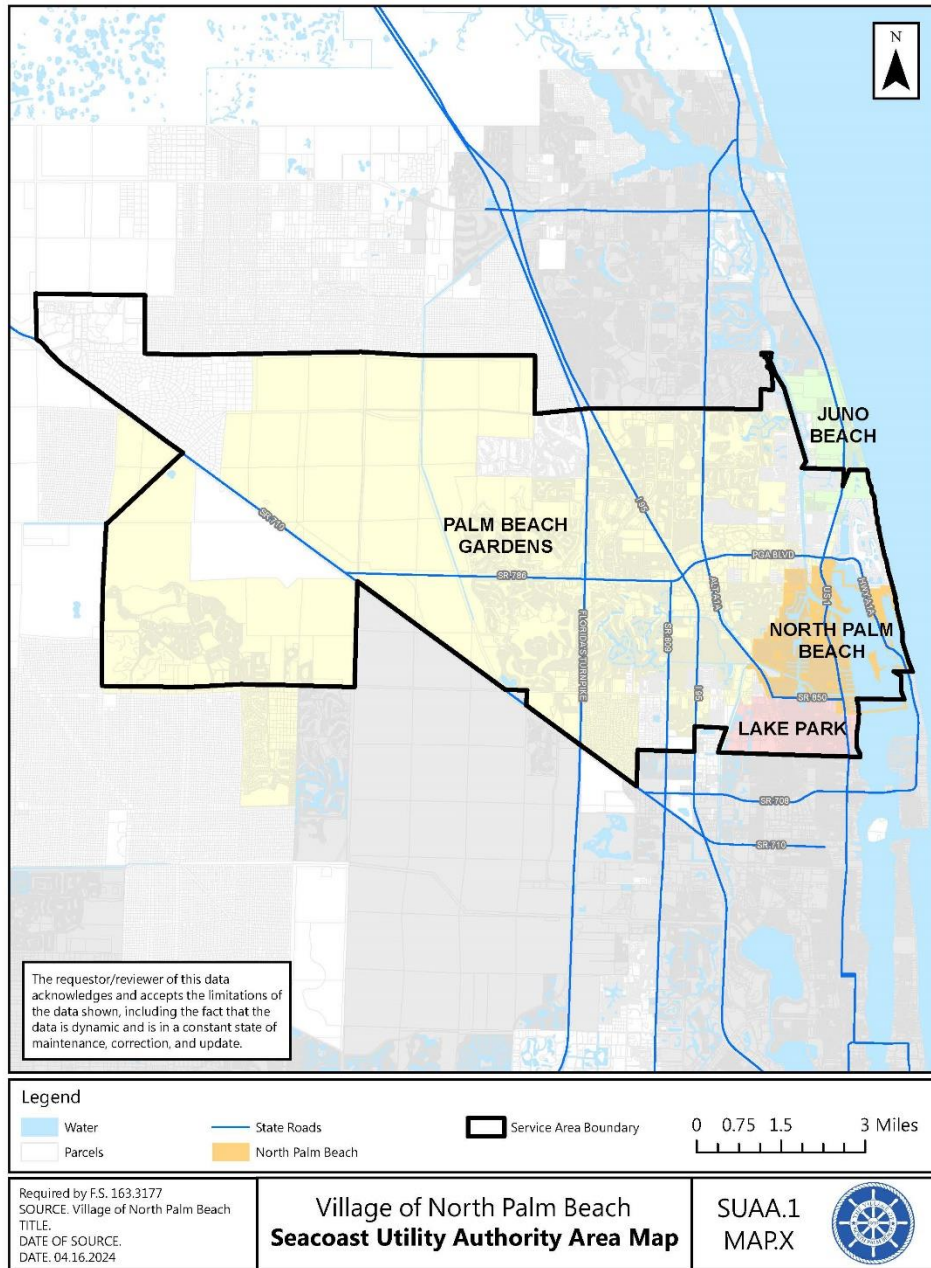 N
JUNO
BEACH
PALM BEACH
GARDENS
NORTH PALM
BEACH
LAKE PARK
SR-710
SR-786
I 95
ALT A1A
PGA BLVD
US 1
HWY A1A
FLORIDA'S TURNPIKE
SR-809
I 95
SR-850
SR-708
SR-710
The requestor/reviewer of this data
acknowledges and accepts the limitations of
the data shown, including the fact that the
data is dynamic and is in a constant state of
maintenance, correction, and update.
Legend
Water
Parcels
State Roads
North Palm Beach
Service Area Boundary
0 0.75 1.5 3 Miles
Required by F.S. 163.3177
SOURCE. Village of North Palm Beach
TITLE.
DATE OF SOURCE.
DATE. 04.16.2024
Village of North Palm Beach
Seacoast Utility Authority Area Map
SUAA.1
MAP.X